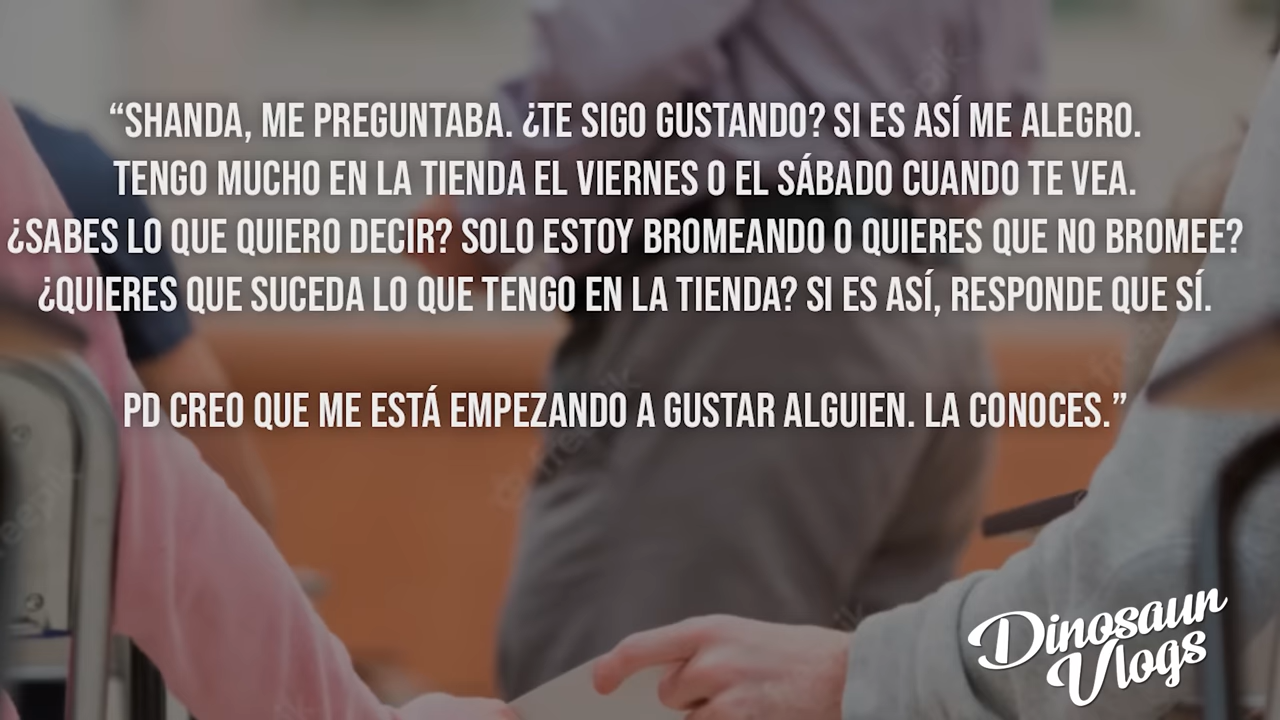 “SHANDA, ME PREGUNTABA. ¿TE SIGO GUSTANDO? SI ES ASÍ ME ALEGRO.
TENGO MUCHO EN LA TIENDA EL VIERNES O EL SÁBADO CUANDO TE VEA.
¿SABES LO QUE QUIERO DECIR? SOLO ESTOY BROMEANDO O QUIERES QUE NO BROMEE?
¿QUIERES QUE SUCEDA LO QUE TENGO EN LA TIENDA? SI ES ASÍ, RESPONDE QUE SÍ.
PD CREO QUE ME ESTÁ EMPEZANDO A GUSTAR ALGUIEN. LA CONOCES.”
Dinosaur
Vlogs